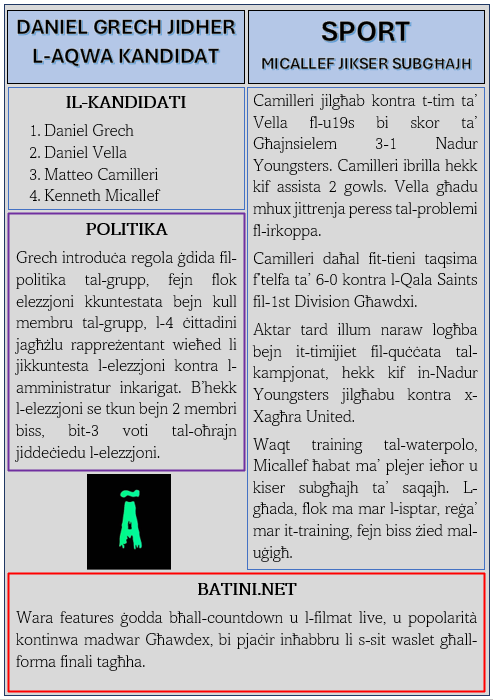 DANIEL GRECH JIDHER
L-AQWA KANDIDAT
IL-KANDIDATI
1. Daniel Grech
2. Daniel Vella
3. Matteo Camilleri
4. Kenneth Micallef
POLITIKA
Grech introduċa regola ġdida fil-
politika tal-grupp, fejn flok
elezzjoni kkuntestata bejn kull
membru tal-grupp, l-4 ċittadini
jagħżlu rappreżentant wieħed li
jikkuntesta l-elezzjoni kontra l-
amministratur inkarigat. B’hekk
l-elezzjoni se tkun bejn 2 membri
biss, bit-3 voti tal-oħrajn
jiddeċiedu l-elezzjoni.
Ã
SPORT
MICALLEF JIKSER SUBGĦAJH
Camilleri jilgħab kontra t-tim ta’
Vella fl-u19s bi skor ta’
Għajnsielem 3-1 Nadur
Youngsters. Camilleri ibrilla hekk
kif assista 2 gowls. Vella għadu
mhux jittrenja peress tal-problemi
fl-irkoppa.
Camilleri daħal fit-tieni taqsima
f’telfa ta’ 6-0 kontra l-Qala Saints
fil-1st Division Għawdxi.
Aktar tard illum naraw logħba
bejn it-timijiet fil-quċċata tal-
kampjonat, hekk kif in-Nadur
Youngsters jilgħabu kontra x-
Xagħra United.
Waqt training tal-waterpolo,
Micallef ħabat ma’ plejer ieħor u
kiser subgħajh ta’ saqajh. L-
għada, flok ma mar l-isptar, reġa’
mar it-training, fejn biss żied mal-
uġigħ.
BATINI.NET
Wara features ġodda bħall-countdown u l-filmat live, u popolarità
kontinwa madwar Għawdex, bi pjaċir inħabbru li s-sit waslet għall-
forma finali tagħha.